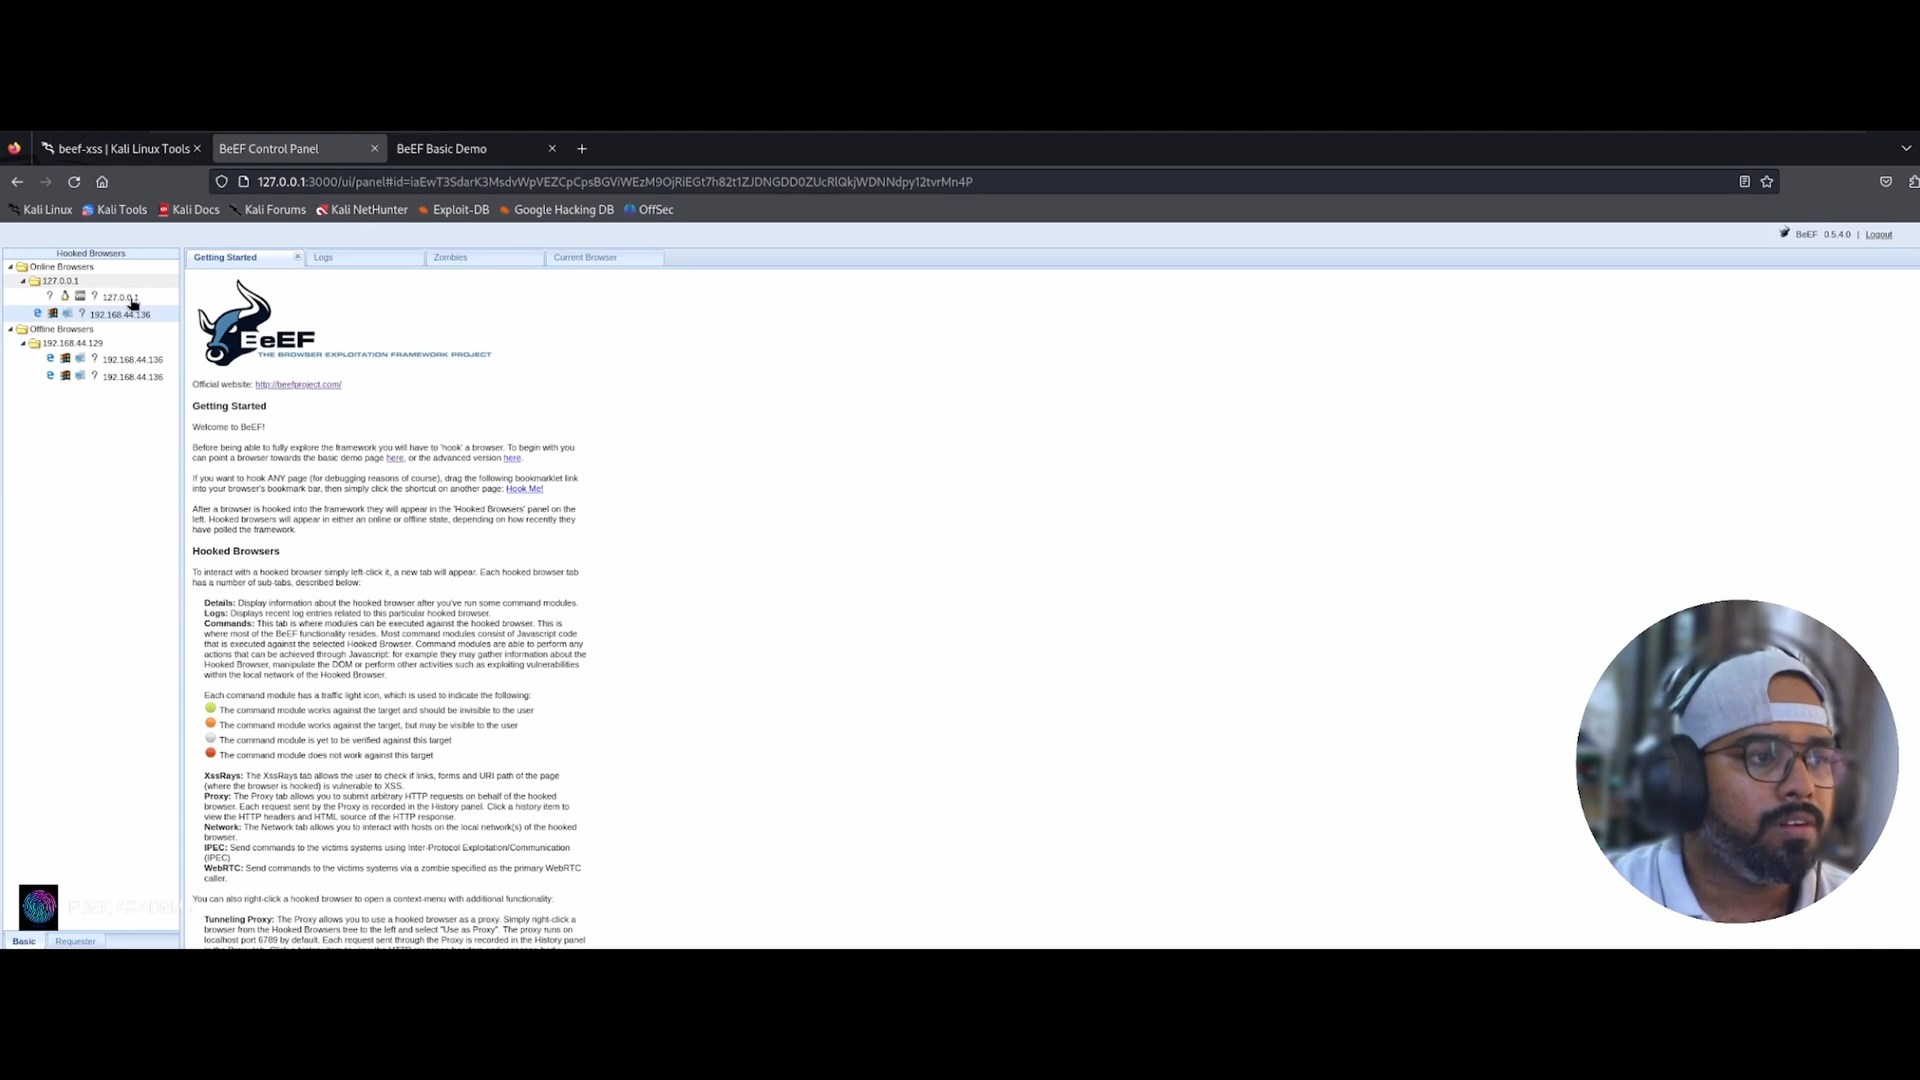 beef-xss | Kali Linux Tools
BeEF Control Panel
BeEF Basic Demo
127.0.0.1:3000/ui/panel#id=iaEwT3SdarK3MsdvWpVEZCpCpsBGViWEzM9OjRiEGt7h82t1ZJDNGDD0ZUcRlQkjWDNNdpy12tvrMn4P
Kali Linux Kali Tools Kali Docs Kali Forums Kali NetHunter Exploit-DB Google Hacking DB OffSec
BeEF 0.5.4.0 | Logout
Hooked Browsers
Online Browsers
127.0.0.1
? ? 127.0.0.1
? 192.168.44.136
Offline Browsers
192.168.44.129
? 192.168.44.136
? 192.168.44.136
Basic Requester
Getting Started Logs Zombies Current Browser
BeEF
THE BROWSER EXPLOITATION FRAMEWORK PROJECT
Official website: http://beefproject.com/
Getting Started
Welcome to BeEF!
Before being able to fully explore the framework you will have to 'hook' a browser. To begin with you
can point a browser towards the basic demo page here, or the advanced version here.
If you want to hook ANY page (for debugging reasons of course), drag the following bookmarklet link
into your browser's bookmark bar, then simply click the shortcut on another page: Hook Me!
After a browser is hooked into the framework they will appear in the 'Hooked Browsers' panel on the
left. Hooked browsers will appear in either an online or offline state, depending on how recently they
have polled the framework.
Hooked Browsers
To interact with a hooked browser simply left-click it, a new tab will appear. Each hooked browser tab
has a number of sub-tabs, described below:
Details: Display information about the hooked browser after you've run some command modules.
Logs: Displays recent log entries related to this particular hooked browser.
Commands: This tab is where modules can be executed against the hooked browser. This is
where most of the BeEF functionality resides. Most command modules consist of Javascript code
that is executed against the selected Hooked Browser. Command modules are able to perform any
actions that can be achieved through Javascript: for example they may gather information about the
Hooked Browser, manipulate the DOM or perform other activities such as exploiting vulnerabilities
within the local network of the Hooked Browser.
Each command module has a traffic light icon, which is used to indicate the following:
The command module works against the target and should be invisible to the user
The command module works against the target, but may be visible to the user
The command module is yet to be verified against this target
The command module does not work against this target
XssRays: The XssRays tab allows the user to check if links, forms and URI path of the page
(where the browser is hooked) is vulnerable to XSS.
Proxy: The Proxy tab allows you to submit arbitrary HTTP requests on behalf of the hooked
browser. Each request sent by the Proxy is recorded in the History panel. Click a history item to
view the HTTP headers and HTML source of the HTTP response.
Network: The Network tab allows you to interact with hosts on the local network(s) of the hooked
browser.
IPEC: Send commands to the victims systems using Inter-Protocol Exploitation/Communication
(IPEC)
WebRTC: Send commands to the victims systems via a zombie specified as the primary WebRTC
caller.
You can also right-click a hooked browser to open a context-menu with additional functionality:
Tunneling Proxy: The Proxy allows you to use a hooked browser as a proxy. Simply right-click a
browser from the Hooked Browsers tree to the left and select "Use as Proxy". The proxy runs on
localhost port 6789 by default. Each request sent through the Proxy is recorded in the History panel